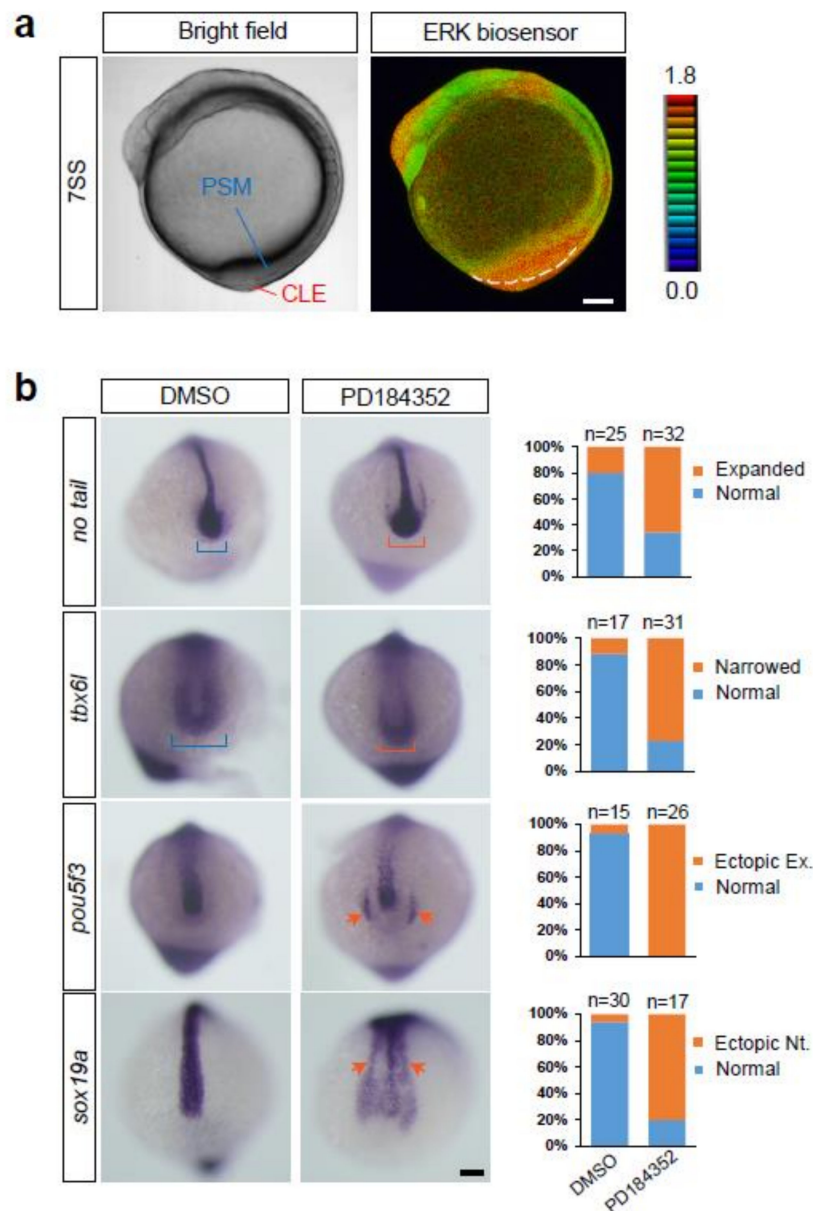 a
Bright field
ERK biosensor
7SS
PSM
CLE
1.8
0.0
b
DMSO
PD184352
no tail
n=25 n=32
100%
80%
60%
40%
20%
0%
Expanded
Normal
tbx6l
n=17 n=31
100%
80%
60%
40%
20%
0%
Narrowed
Normal
pou5f3
n=15 n=26
100%
80%
60%
40%
20%
0%
Ectopic Ex.
Normal
sox19a
n=30 n=17
100%
80%
60%
40%
20%
0%
Ectopic Nt.
Normal
DMSO
PD184352